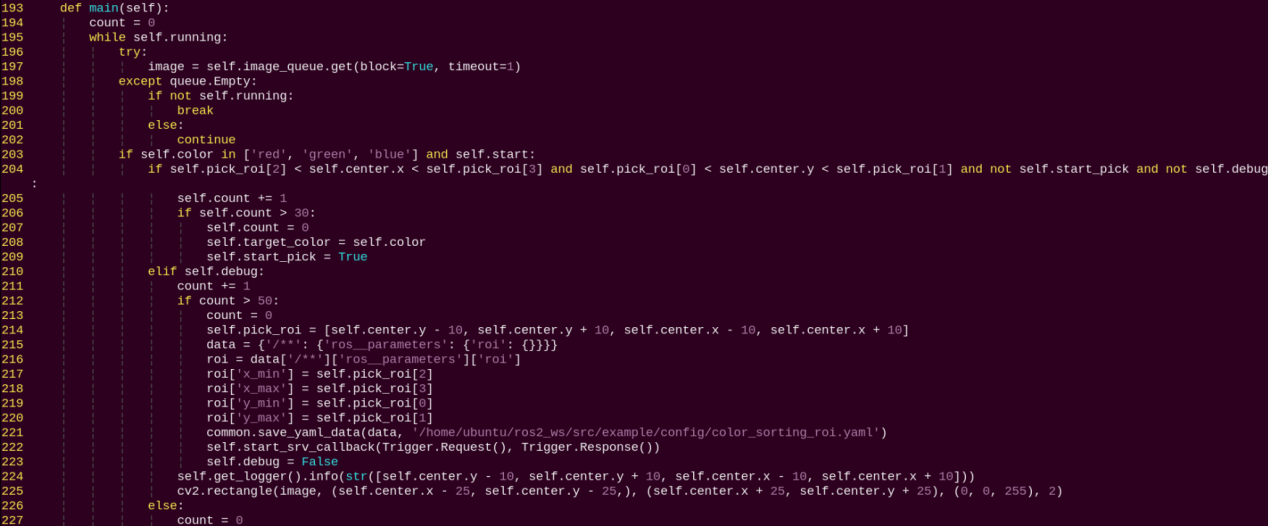 193     def main(self):
194         count = 0
195         while self.running:
196             try:
197                 image = self.image_queue.get(block=True, timeout=1)
198             except queue.Empty:
199                 if not self.running:
200                     break
201                 else:
202                     continue
203             if self.color in ['red', 'green', 'blue'] and self.start:
204                 if self.pick_roi[2] < self.center.x < self.pick_roi[3] and self.pick_roi[0] < self.center.y < self.pick_roi[1] and not self.start_pick and not self.debug
:
205                     self.count += 1
206                     if self.count > 30:
207                         self.count = 0
208                         self.target_color = self.color
209                         self.start_pick = True
210                 elif self.debug:
211                     count += 1
212                     if count > 50:
213                         count = 0
214                         self.pick_roi = [self.center.y - 10, self.center.y + 10, self.center.x - 10, self.center.x + 10]
215                         data = {'/**': {'ros__parameters': {'roi': {}}}}
216                         roi = data['/**']['ros__parameters']['roi']
217                         roi['x_min'] = self.pick_roi[2]
218                         roi['x_max'] = self.pick_roi[3]
219                         roi['y_min'] = self.pick_roi[0]
220                         roi['y_max'] = self.pick_roi[1]
221                         common.save_yaml_data(data, '/home/ubuntu/ros2_ws/src/example/config/color_sorting_roi.yaml')
222                         self.start_srv_callback(Trigger.Request(), Trigger.Response())
223                         self.debug = False
224                     self.get_logger().info(str([self.center.y - 10, self.center.y + 10, self.center.x - 10, self.center.x + 10]))
225                     cv2.rectangle(image, (self.center.x - 25, self.center.y - 25,), (self.center.x + 25, self.center.y + 25), (0, 0, 255), 2)
226                 else:
227                     count = 0